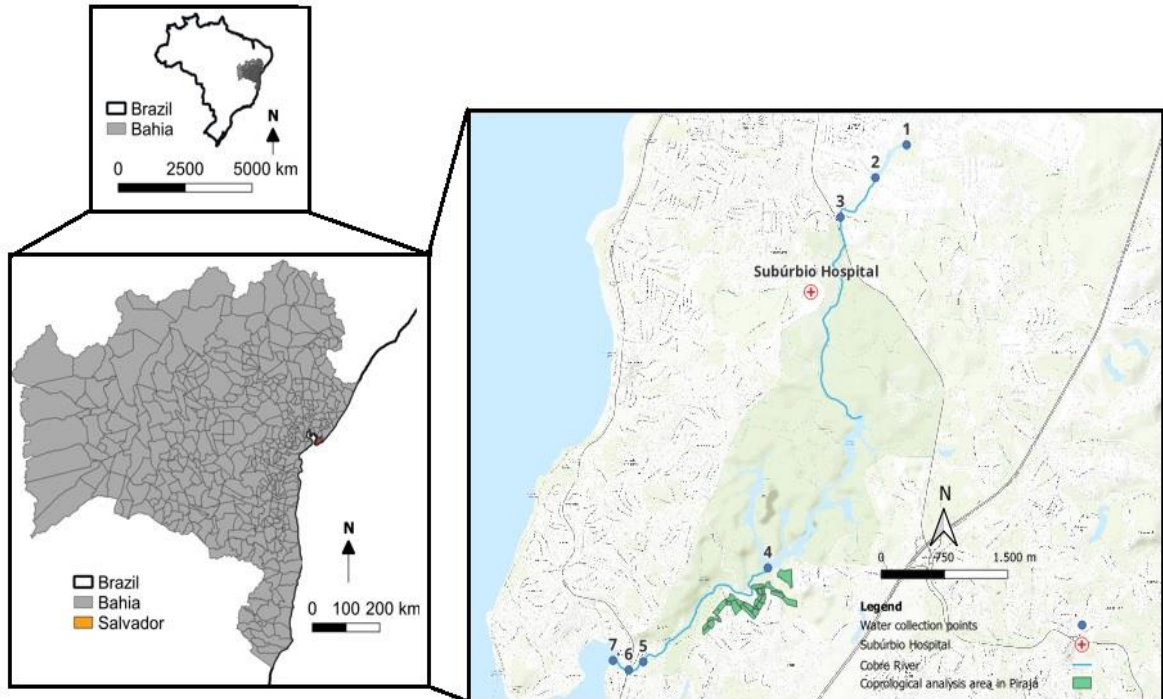 Brazil
Bahia
N
0 2500 5000 km
Brazil
Bahia
Salvador
N
0 100 200 km
1
2
3
Subúrbio Hospital
4
5
6
7
N
0 750 1.500 m
Legend
Water collection points
Subúrbio Hospital
Cobre River
Coprological analysis area in Pirajá